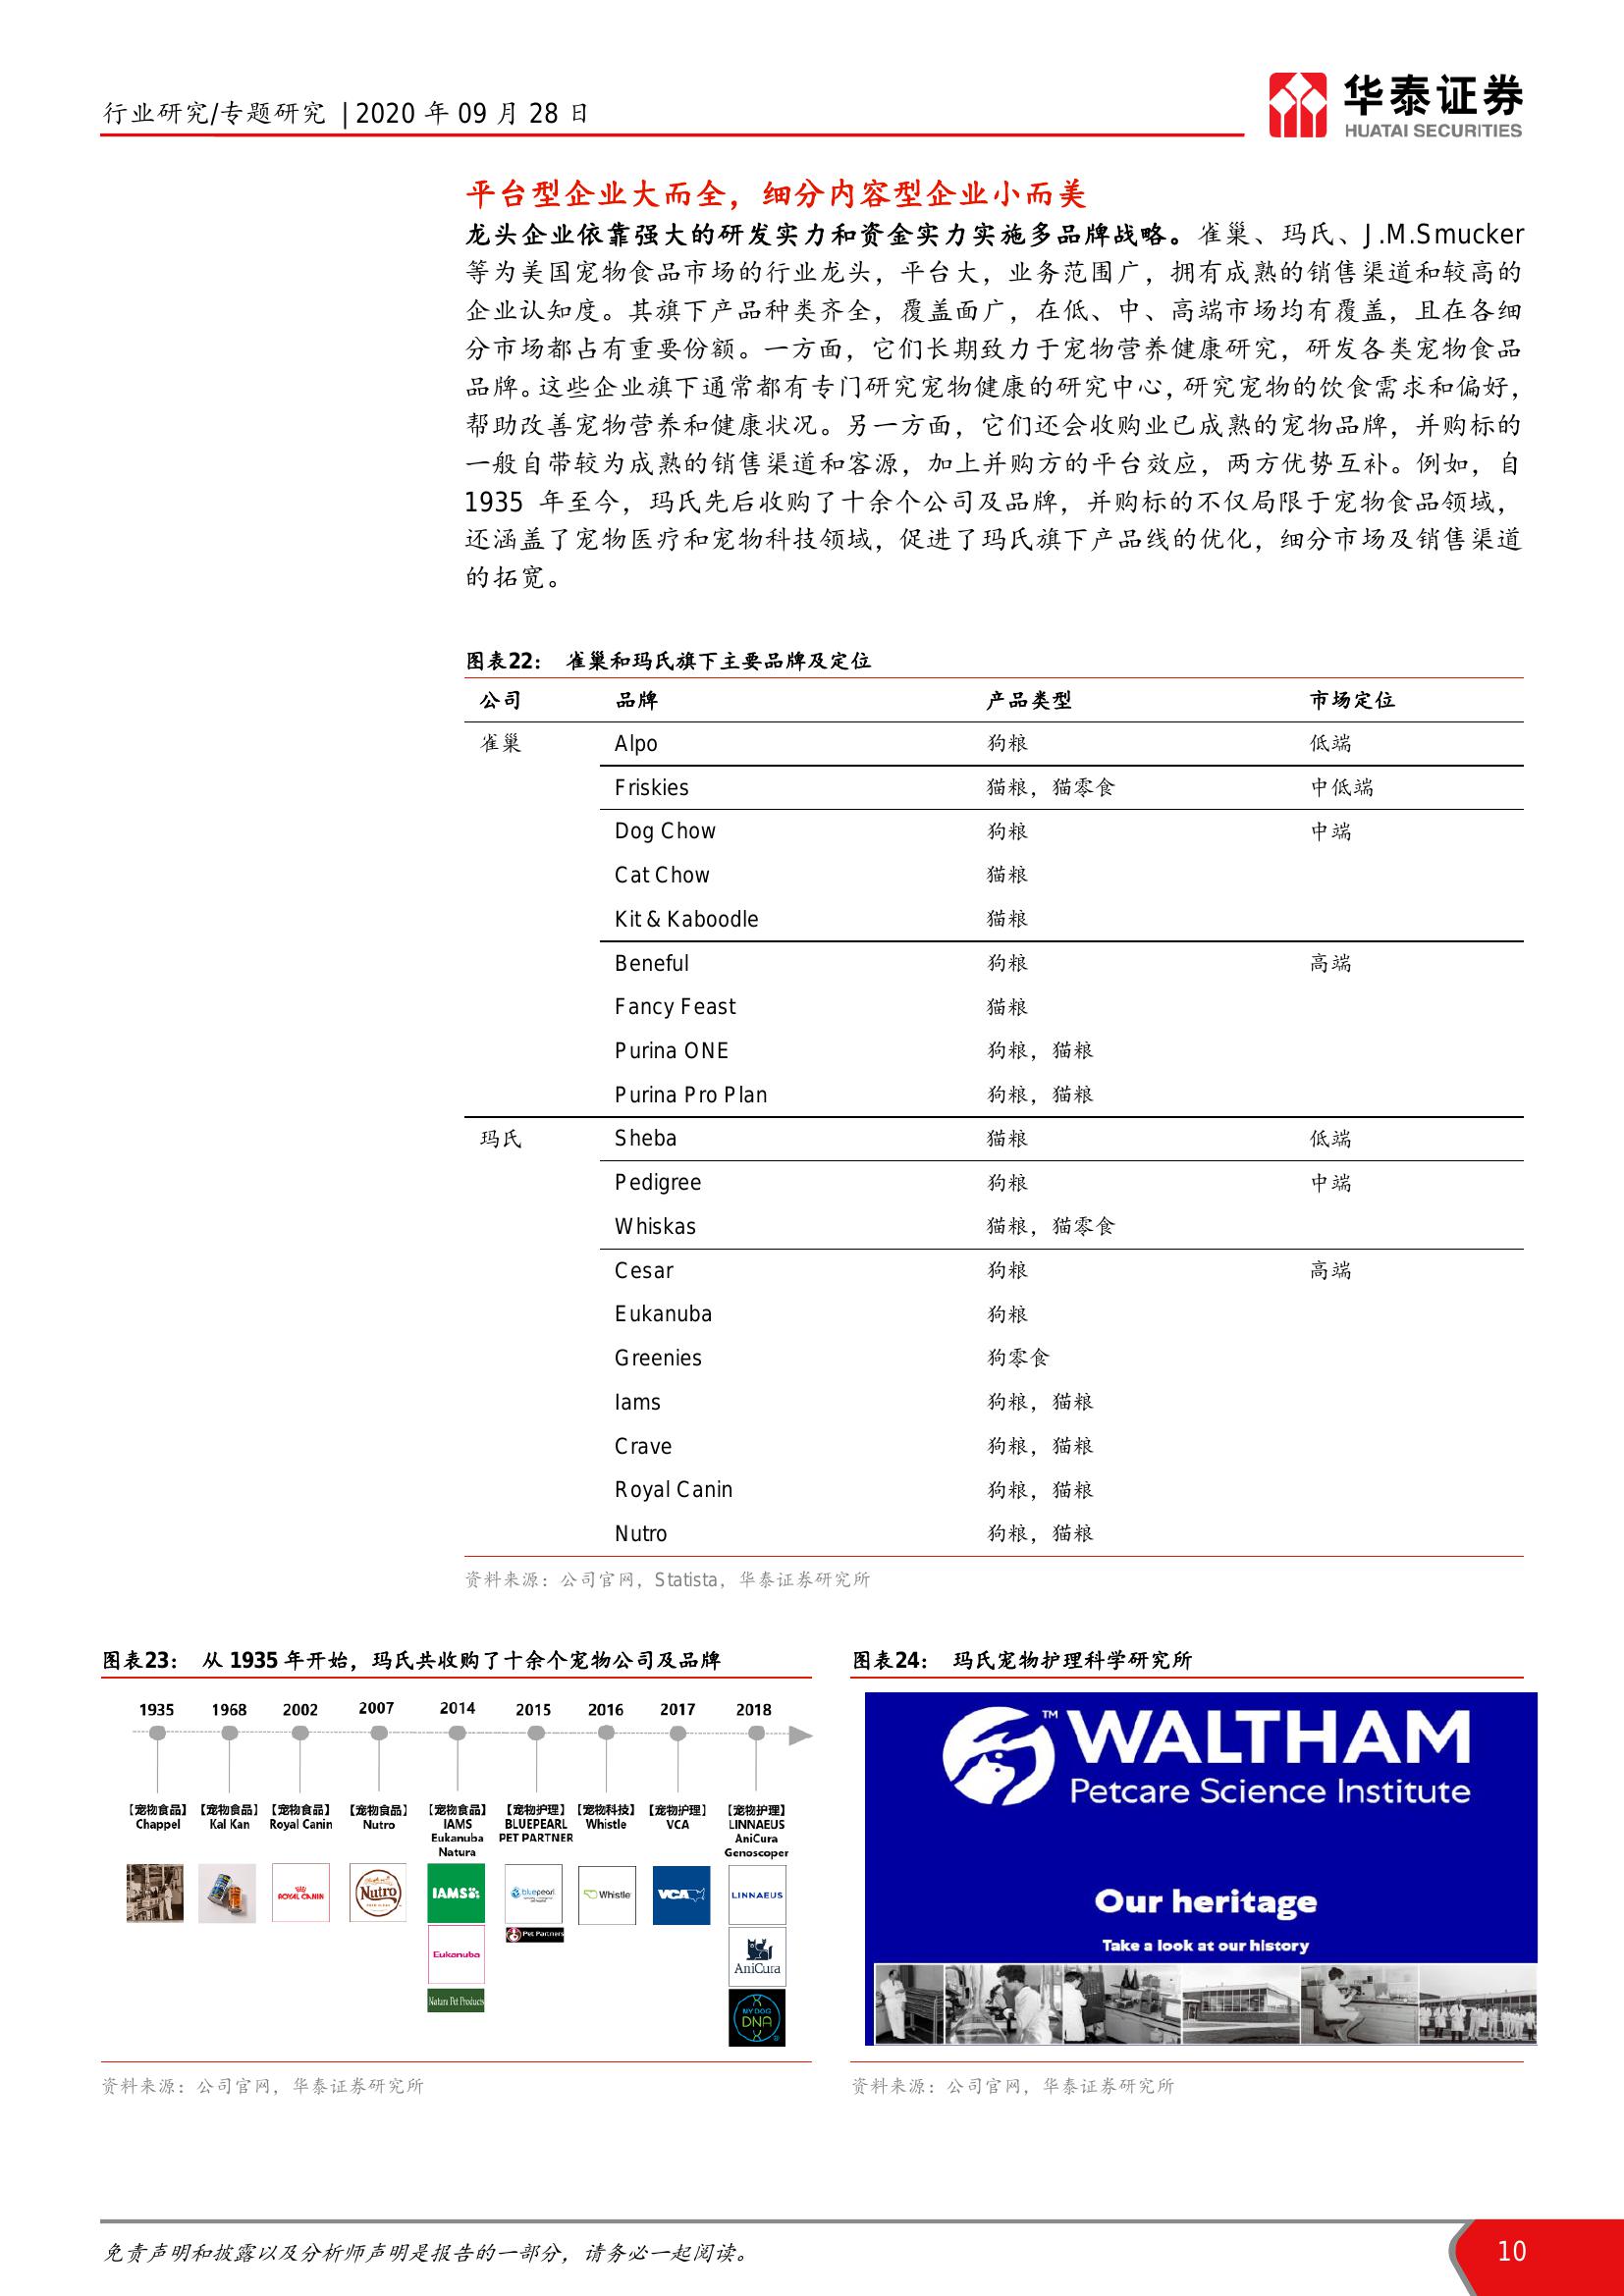 行业研究/专题研究 | 2020 年 09 月 28 日
华泰证券
HUATAI SECURITIES
平台型企业大而全，细分内容型企业小而美
龙头企业依靠强大的研发实力和资金实力实施多品牌战略。雀巢、玛氏、J.M.Smucker
等为美国宠物食品市场的行业龙头，平台大，业务范围广，拥有成熟的销售渠道和较高的
企业认知度。其旗下产品种类齐全，覆盖面广，在低、中、高端市场均有覆盖，且在各细
分市场都占有重要份额。一方面，它们长期致力于宠物营养健康研究，研发各类宠物食品
品牌。这些企业旗下通常都有专门研究宠物健康的研究中心，研究宠物的饮食需求和偏好，
帮助改善宠物营养和健康状况。另一方面，它们还会收购业已成熟的宠物品牌，并购标的
一般自带较为成熟的销售渠道和客源，加上并购方的平台效应，两方优势互补。例如，自
1935 年至今，玛氏先后收购了十余个公司及品牌，并购标的不仅局限于宠物食品领域，
还涵盖了宠物医疗和宠物科技领域，促进了玛氏旗下产品线的优化，细分市场及销售渠道
的拓宽。
图表22： 雀巢和玛氏旗下主要品牌及定位
公司 品牌 产品类型 市场定位
雀巢 Alpo 狗粮 低端
Friskies 猫粮，猫零食 中低端
Dog Chow 狗粮 中端
Cat Chow 猫粮
Kit & Kaboodle 猫粮
Beneful 狗粮 高端
Fancy Feast 猫粮
Purina ONE 狗粮，猫粮
Purina Pro Plan 狗粮，猫粮
玛氏 Sheba 猫粮 低端
Pedigree 狗粮 中端
Whiskas 猫粮，猫零食
Cesar 狗粮 高端
Eukanuba 狗粮
Greenies 狗零食
Iams 狗粮，猫粮
Crave 狗粮，猫粮
Royal Canin 狗粮，猫粮
Nutro 狗粮，猫粮
资料来源：公司官网，Statista，华泰证券研究所
图表23： 从 1935 年开始，玛氏共收购了十余个宠物公司及品牌
1935 1968 2002 2007 2014 2015 2016 2017 2018
【宠物食品】 【宠物食品】 【宠物食品】 【宠物食品】 【宠物食品】 【宠物护理】 【宠物科技】 【宠物护理】 【宠物护理】
Chappel Kal Kan Royal Canin Nutro IAMS BLUEPEARL Whistle VCA LINNAEUS
Eukanuba PET PARTNER AniCura
Natura Genoscoper
ROYAL CANIN Nutro IAMS bluepearl Whistle VCA LINNAEUS
Pet Partners
Eukanuba AniCura
Natura Pet Products
MY DOG
DNA
资料来源：公司官网，华泰证券研究所
图表24： 玛氏宠物护理科学研究所
™ WALTHAM
Petcare Science Institute
Our heritage
Take a look at our history
资料来源：公司官网，华泰证券研究所
免责声明和披露以及分析师声明是报告的一部分，请务必一起阅读。
10